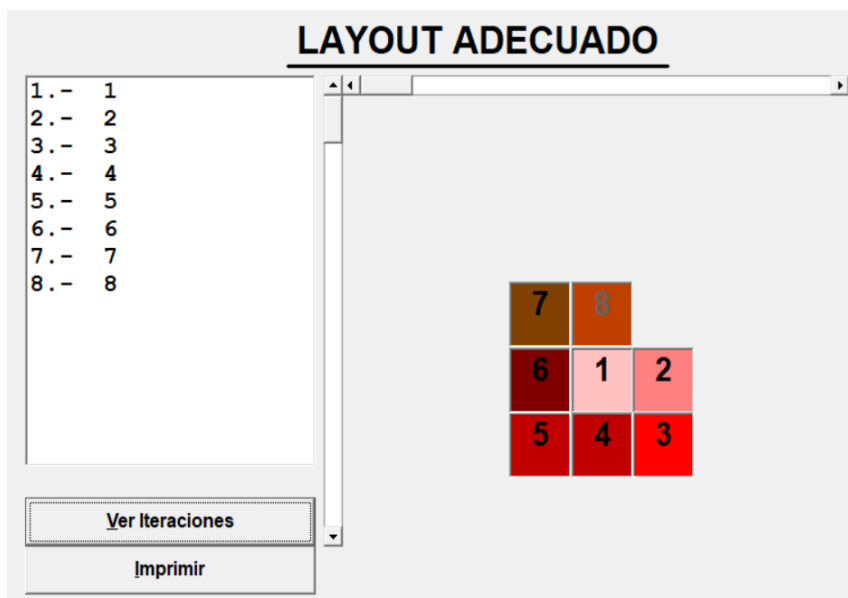 LAYOUT ADECUADO
1.- 1
2.- 2
3.- 3
4.- 4
5.- 5
6.- 6
7.- 7
8.- 8
7 8
6 1 2
5 4 3
Ver Iteraciones
Imprimir